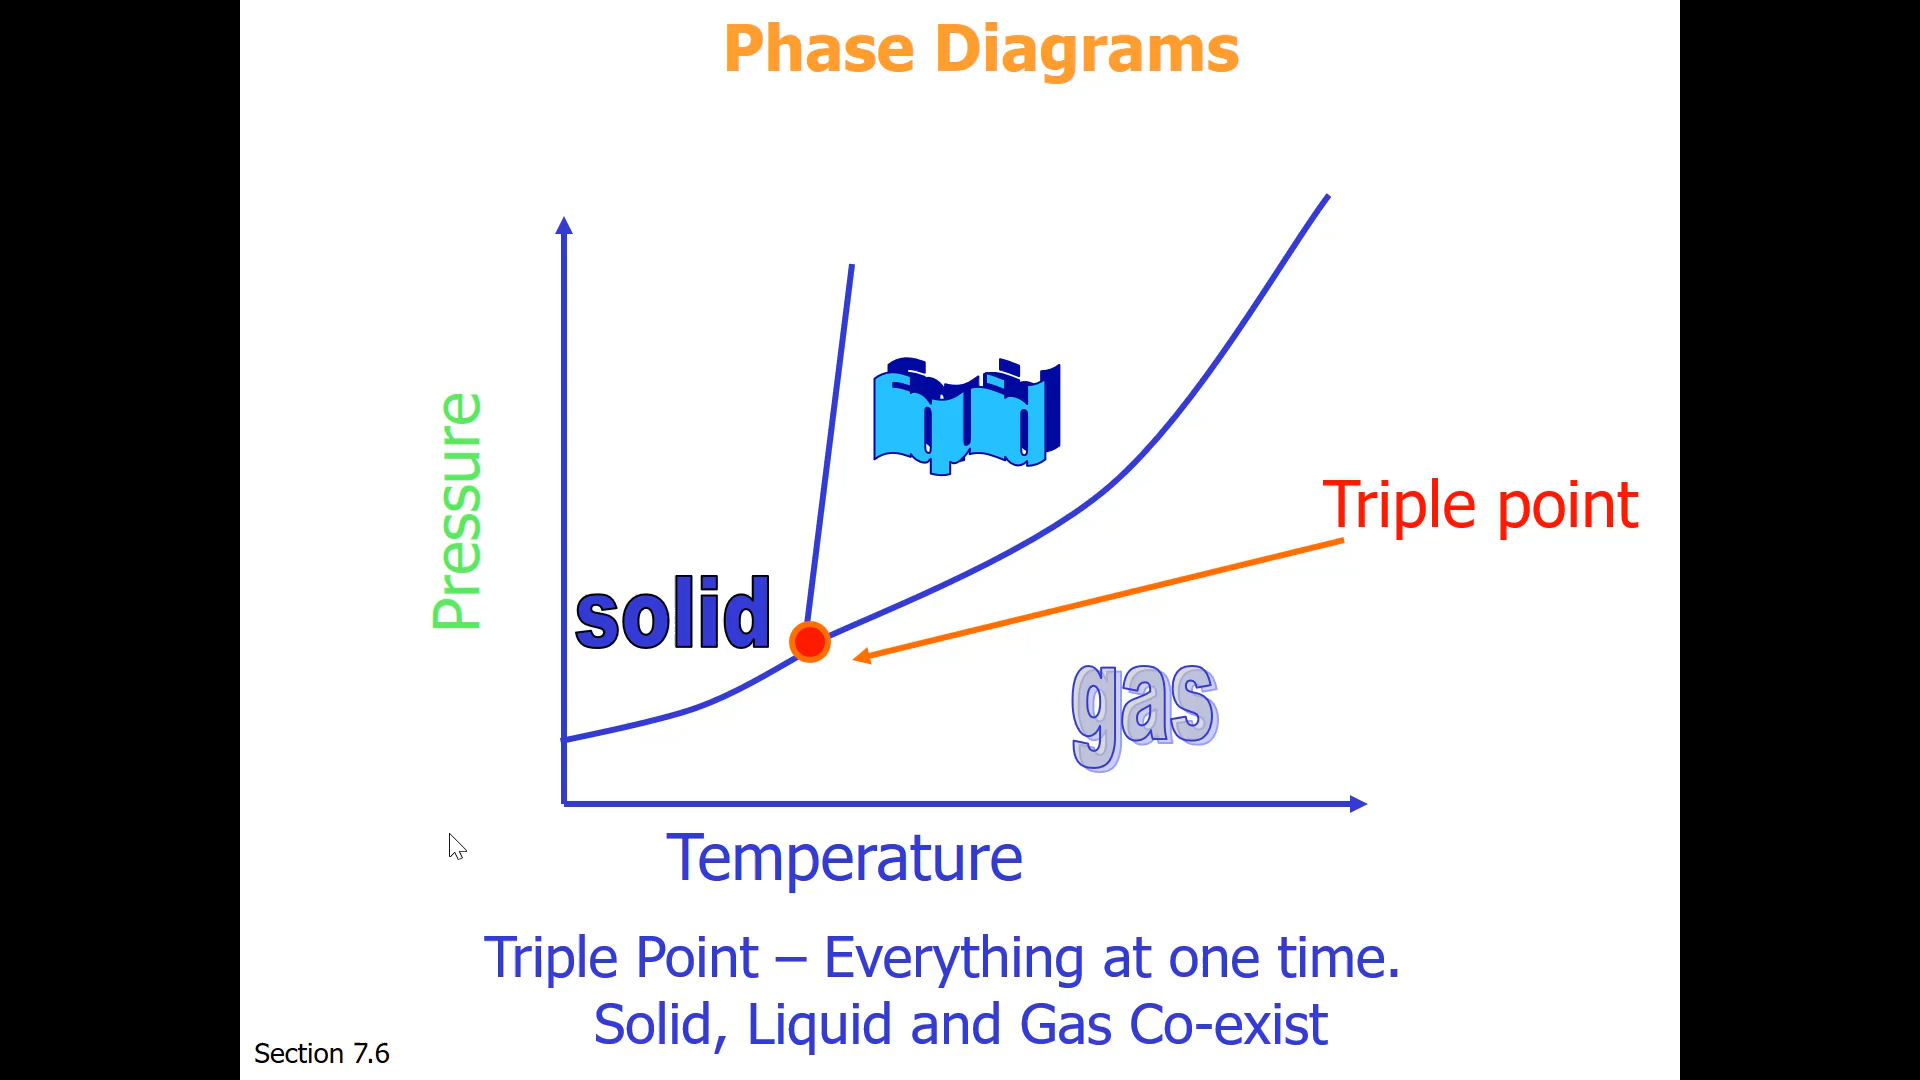 Phase Diagrams
Pressure
liquid
Triple point
solid
gas
Temperature
Triple Point – Everything at one time.
Solid, Liquid and Gas Co-exist
Section 7.6